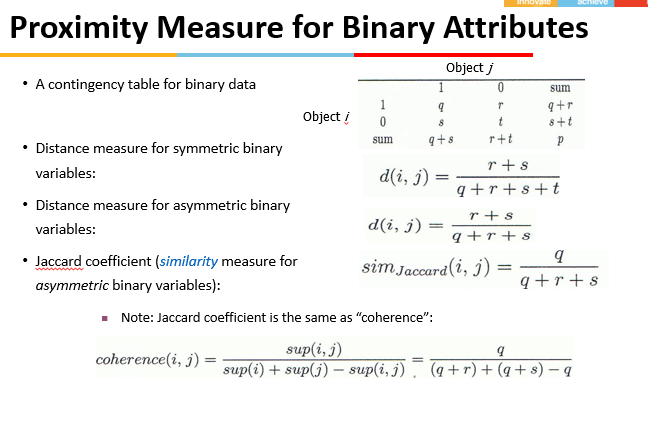 innovate achieve
Proximity Measure for Binary Attributes
• A contingency table for binary data
Object j
1 0 sum
Object i
1 q r q+r
0 s t s+t
sum q+s r+t p
• Distance measure for symmetric binary
variables:
d(i, j) = (r + s) / (q + r + s + t)
• Distance measure for asymmetric binary
variables:
d(i, j) = (r + s) / (q + r + s)
• Jaccard coefficient (similarity measure for
asymmetric binary variables):
sim Jaccard(i, j) = q / (q + r + s)
▪ Note: Jaccard coefficient is the same as “coherence”:
coherence(i, j) = sup(i, j) / (sup(i) + sup(j) − sup(i, j)) = q / ((q + r) + (q + s) − q)